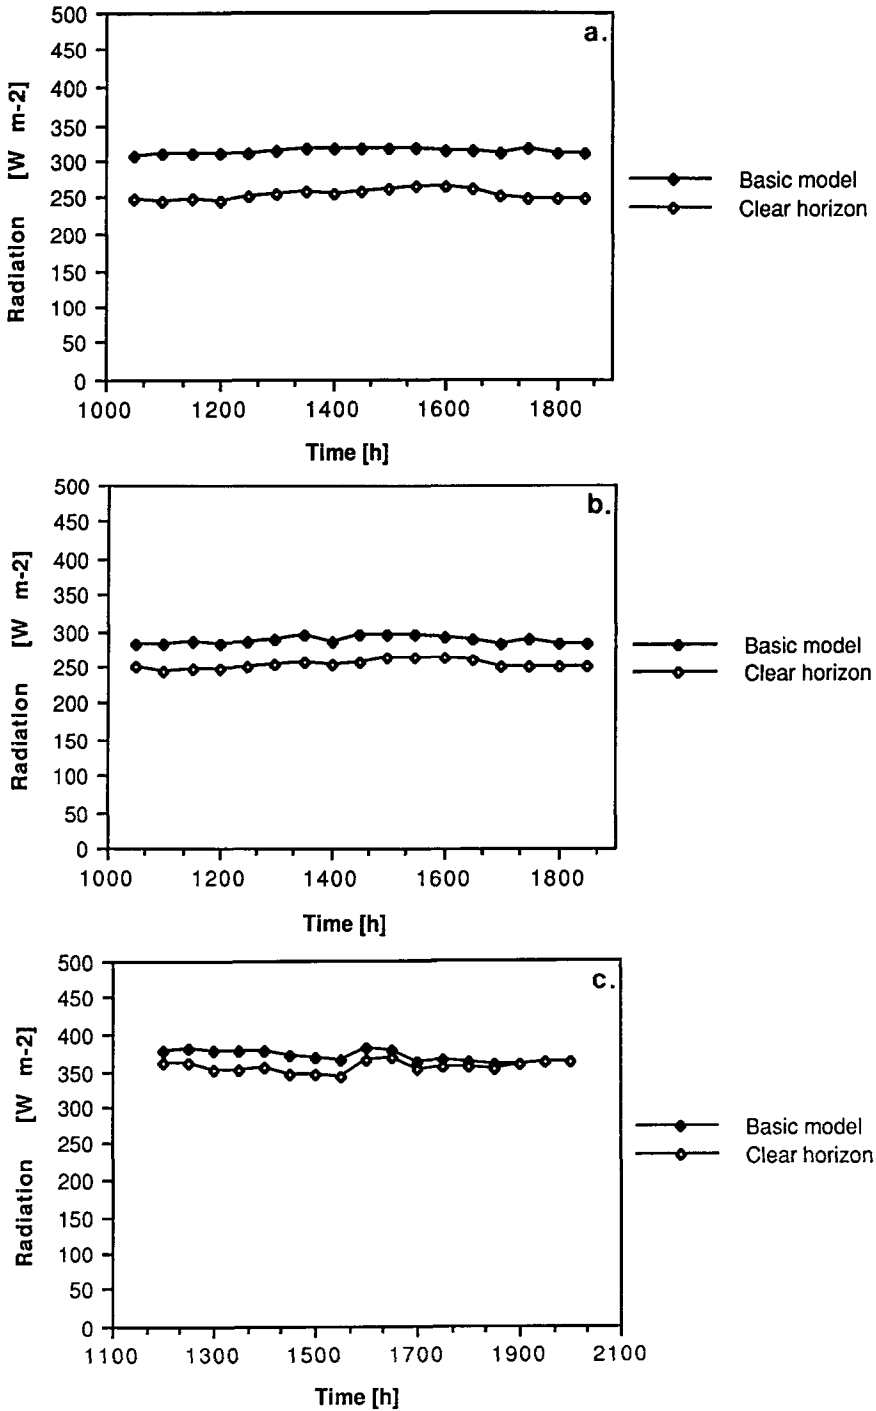 a.
500
450
400
350
300
250
200
150
100
50
0
Radiation [W m-2]
1000 1200 1400 1600 1800
Time [h]
Basic model
Clear horizon
b.
500
450
400
350
300
250
200
150
100
50
0
Radiation [W m-2]
1000 1200 1400 1600 1800
Time [h]
Basic model
Clear horizon
c.
500
450
400
350
300
250
200
150
100
50
0
Radiation [W m-2]
1100 1300 1500 1700 1900 2100
Time [h]
Basic model
Clear horizon